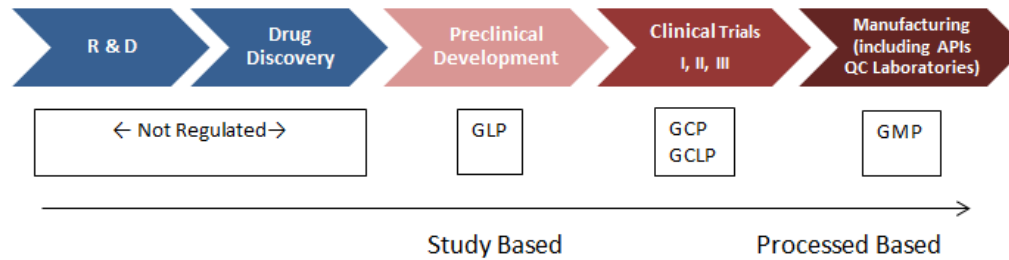 R & D
Drug
Discovery
Preclinical
Development
Clinical Trials
I, II, III
Manufacturing
(including APIs
QC Laboratories)
← Not Regulated→
GLP
GCP
GCLP
GMP
Study Based
Processed Based